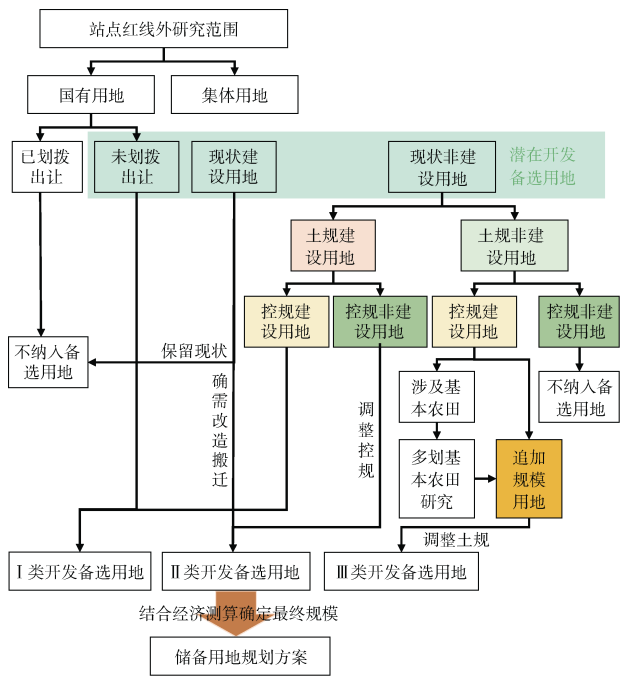 站点红线外研究范围
国有用地
集体用地
已划拨
出让
未划拨
出让
现状建
设用地
现状非建
设用地
潜在开发
备选用地
土规建
设用地
土规非建
设用地
控规建
设用地
控规非建
设用地
控规建
设用地
控规非建
设用地
不纳入备
选用地
保留现状
确需改造搬迁
调整控规
涉及基
本农田
不纳入备
选用地
多划基
本农田
研究
追加
规模
用地
调整土规
Ⅰ类开发备选用地
Ⅱ类开发备选用地
Ⅲ类开发备选用地
结合经济测算确定最终规模
储备用地规划方案